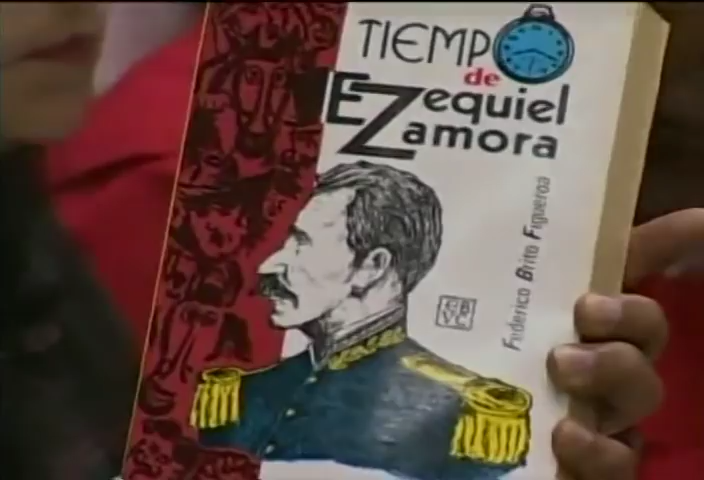 TIEMPO
de
EZequiel
Zamora
Federico Brito Figueroa